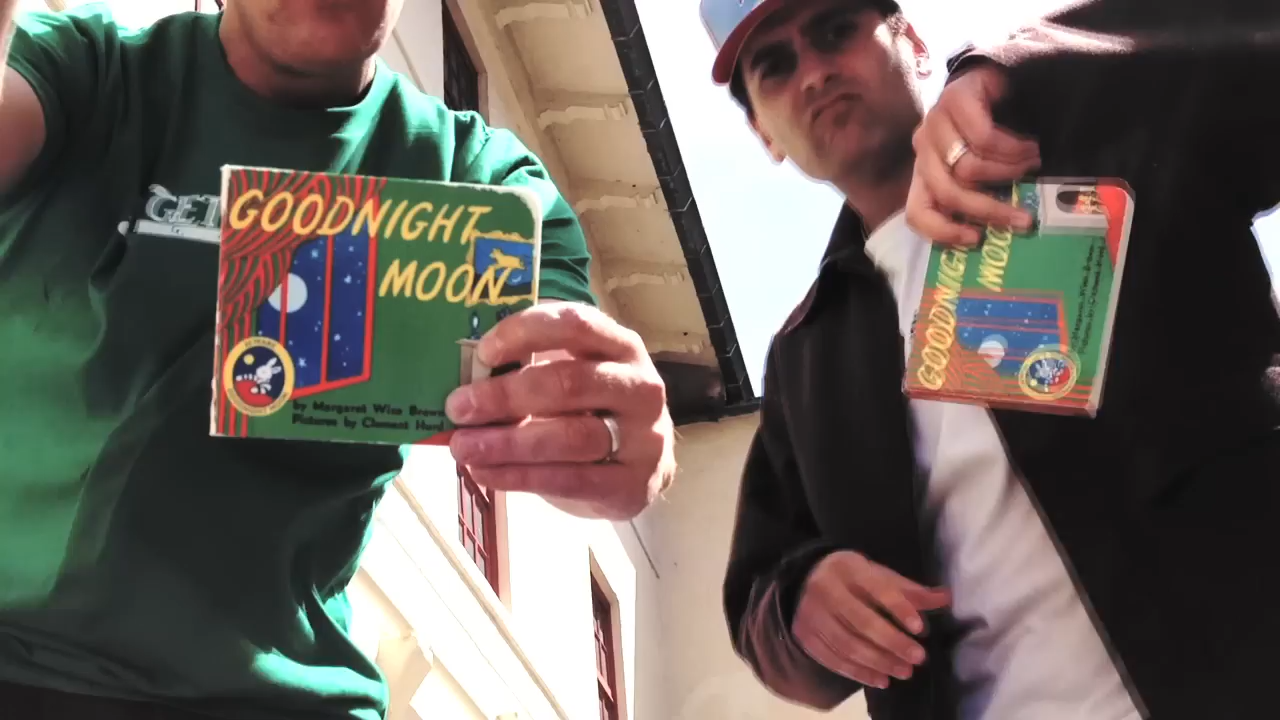 GOODNIGHT
MOON
by Margaret Wise Brown
Pictures by Clement Hurd
GOODNIGHT
MOON